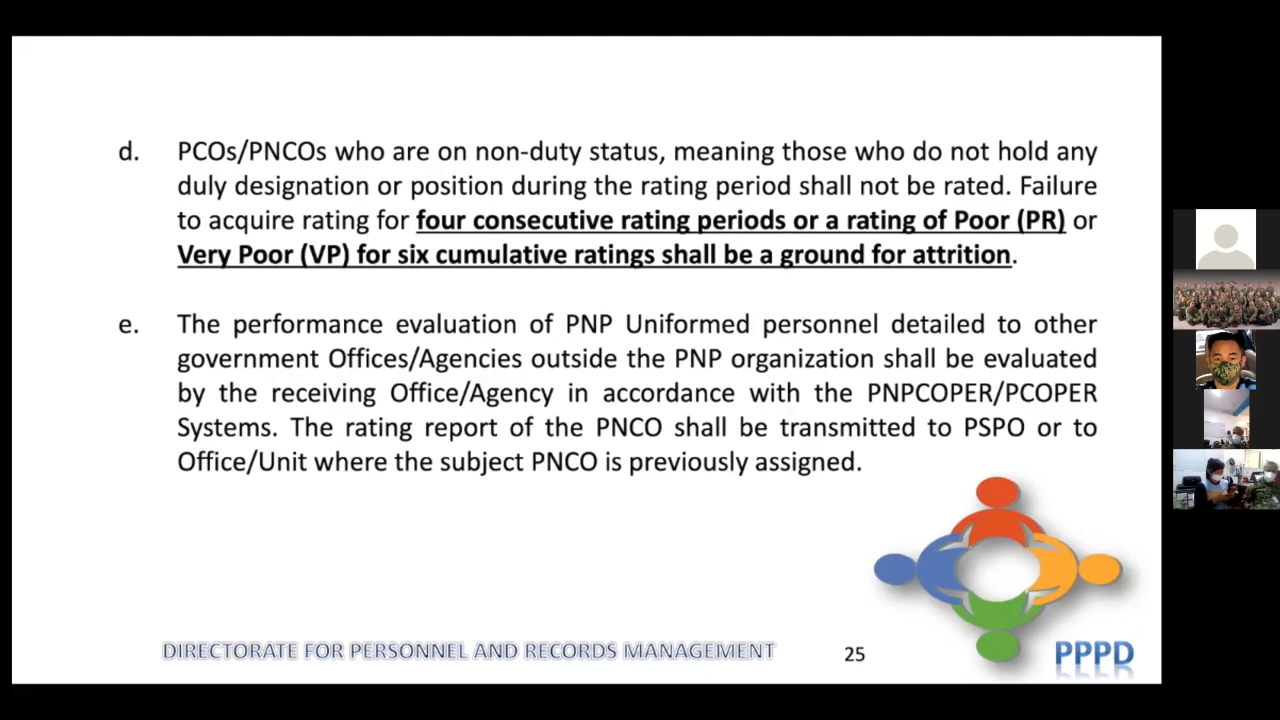 d. PCOs/PNCOs who are on non-duty status, meaning those who do not hold any
duly designation or position during the rating period shall not be rated. Failure
to acquire rating for four consecutive rating periods or a rating of Poor (PR) or
Very Poor (VP) for six cumulative ratings shall be a ground for attrition.
e. The performance evaluation of PNP Uniformed personnel detailed to other
government Offices/Agencies outside the PNP organization shall be evaluated
by the receiving Office/Agency in accordance with the PNPCOPER/PCOPER
Systems. The rating report of the PNCO shall be transmitted to PSPO or to
Office/Unit where the subject PNCO is previously assigned.
DIRECTORATE FOR PERSONNEL AND RECORDS MANAGEMENT
25
PPPD